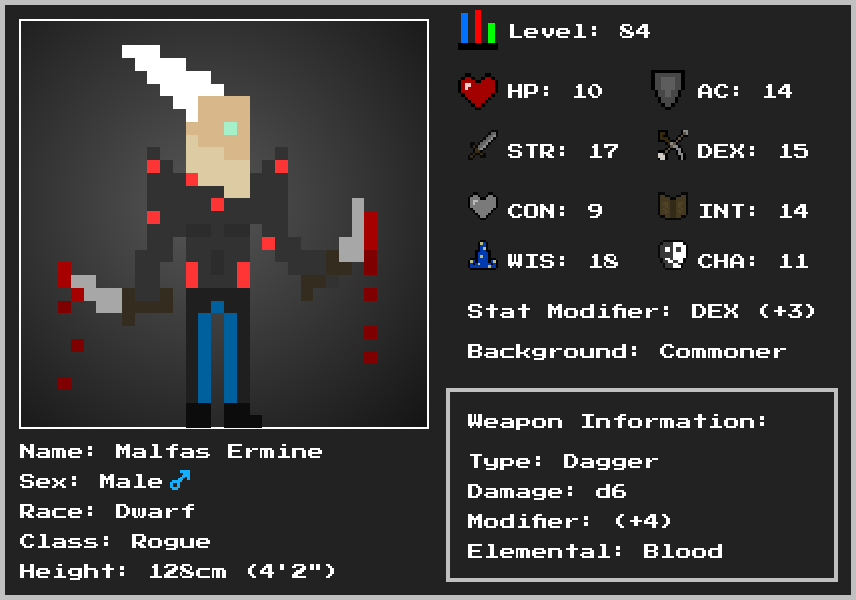 Level: 84
HP: 10
AC: 14
STR: 17
DEX: 15
CON: 9
INT: 14
WIS: 18
CHA: 11
Stat Modifier: DEX (+3)
Background: Commoner
Weapon Information:
Type: Dagger
Damage: d6
Modifier: (+4)
Elemental: Blood
Name: Malfas Ermine
Sex: Male ♂
Race: Dwarf
Class: Rogue
Height: 128cm (4'2")